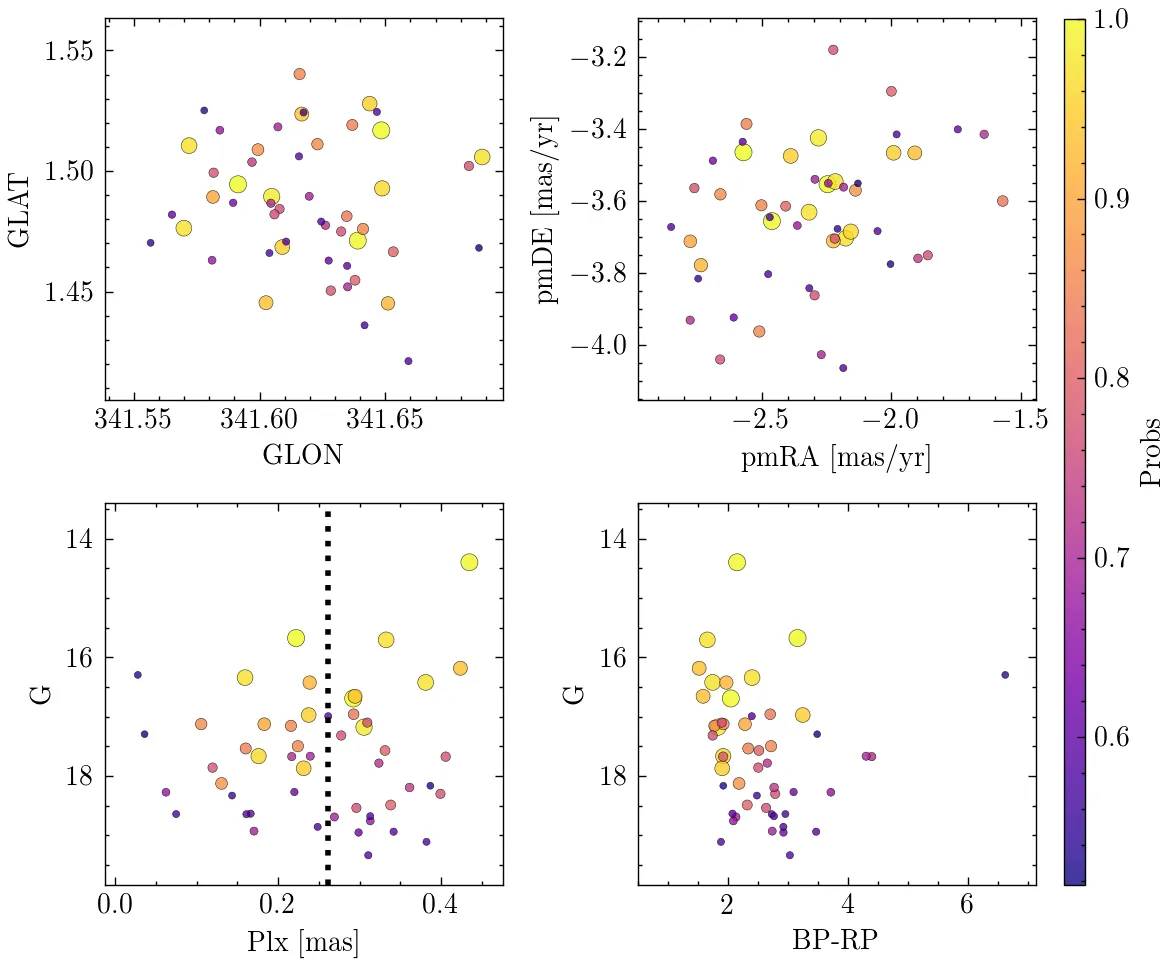 1.55
1.50
1.45
GLAT
341.55 341.60 341.65
GLON
−3.2
−3.4
−3.6
−3.8
−4.0
pmDE [mas/yr]
−2.5 −2.0 −1.5
pmRA [mas/yr]
1.0
0.9
0.8
0.7
0.6
Probs
14
16
18
G
0.0 0.2 0.4
Plx [mas]
14
16
18
G
2 4 6
BP-RP